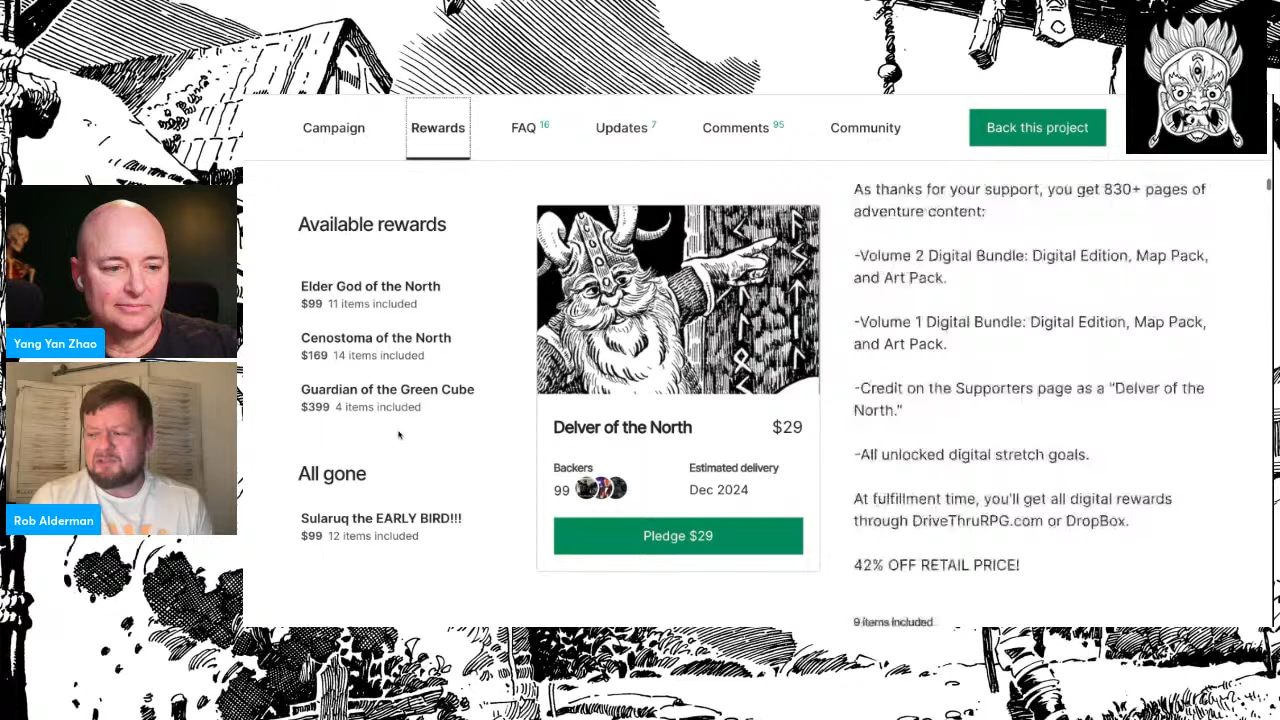 Campaign
Rewards
FAQ 16
Updates 7
Comments 95
Community
Back this project
Available rewards
Elder God of the North
$99 11 items included
Cenostoma of the North
$169 14 items included
Guardian of the Green Cube
$399 4 items included
All gone
Sularuq the EARLY BIRD!!!
$99 12 items included
Delver of the North $29
Backers
99
Estimated delivery
Dec 2024
Pledge $29
As thanks for your support, you get 830+ pages of
adventure content:
-Volume 2 Digital Bundle: Digital Edition, Map Pack,
and Art Pack.
-Volume 1 Digital Bundle: Digital Edition, Map Pack,
and Art Pack.
-Credit on the Supporters page as a "Delver of the
North."
-All unlocked digital stretch goals.
At fulfillment time, you'll get all digital rewards
through DriveThruRPG.com or DropBox.
42% OFF RETAIL PRICE!
9 items included
Yang Yan Zhao
Rob Alderman